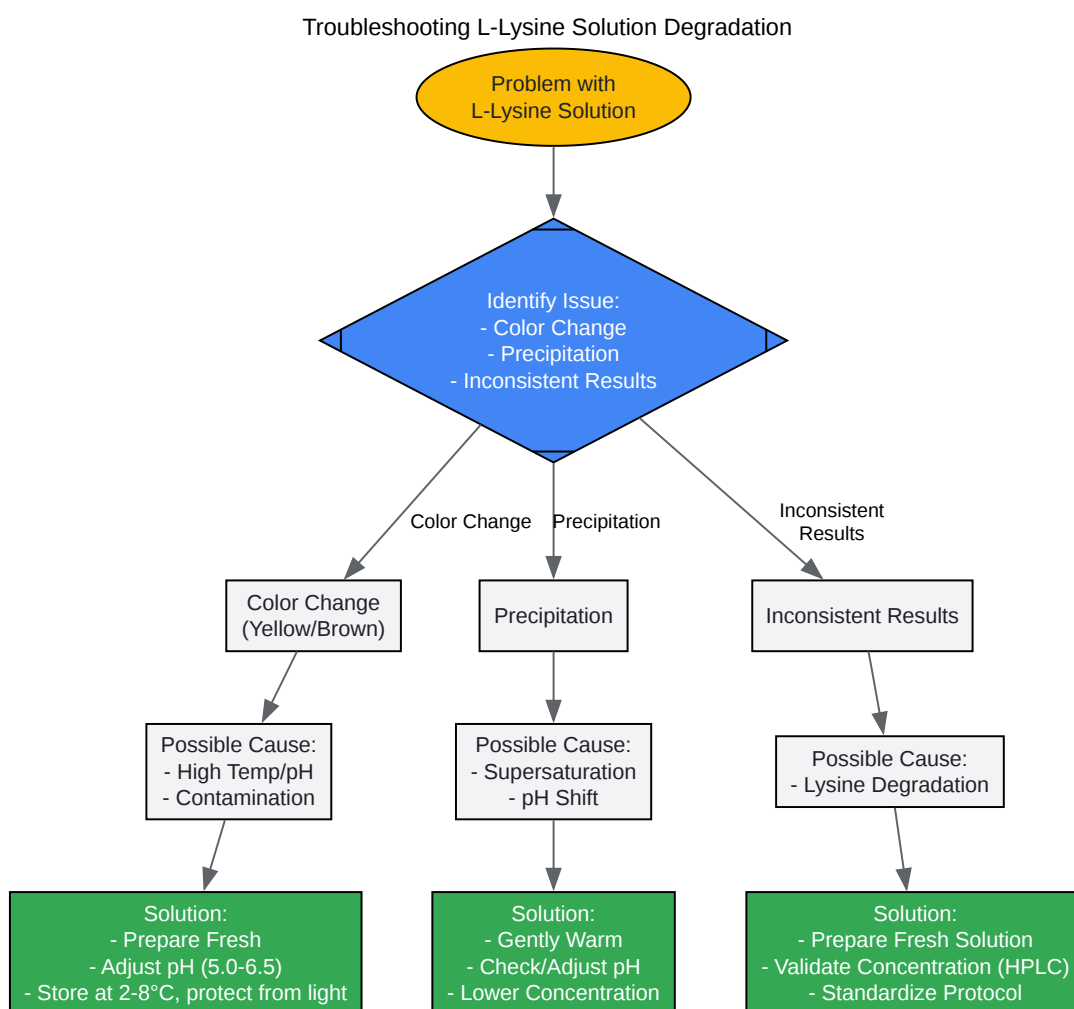 Troubleshooting L-Lysine Solution Degradation
Problem with
L-Lysine Solution
Identify Issue:
- Color Change
- Precipitation
- Inconsistent Results
Color Change
Precipitation
Inconsistent
Results
Color Change
(Yellow/Brown)
Precipitation
Inconsistent Results
Possible Cause:
- High Temp/pH
- Contamination
Possible Cause:
- Supersaturation
- pH Shift
Possible Cause:
- Lysine Degradation
Solution:
- Prepare Fresh
- Adjust pH (5.0-6.5)
- Store at 2-8°C, protect from light
Solution:
- Gently Warm
- Check/Adjust pH
- Lower Concentration
Solution:
- Prepare Fresh Solution
- Validate Concentration (HPLC)
- Standardize Protocol